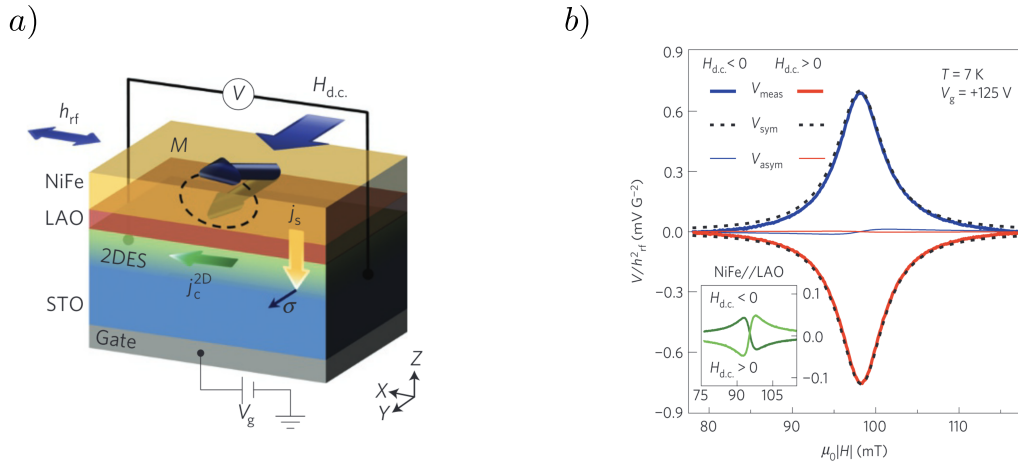 a)
V
H_d.c.
h_rf
M
NiFe
LAO
j_s
2DES
j_c^2D
σ
STO
Gate
Z
X
Y
V_g
b)
0.9
H_d.c. < 0 H_d.c. > 0
T = 7 K
V_g = +125 V
V_meas
0.6
V_sym
V_asym
0.3
V/h²_rf (mV G⁻²)
0.0
NiFe//LAO
−0.3
H_d.c. < 0
0.1
0.0
−0.6
H_d.c. > 0
−0.1
75 90 105
−0.9
80 90 100 110
μ₀|H| (mT)